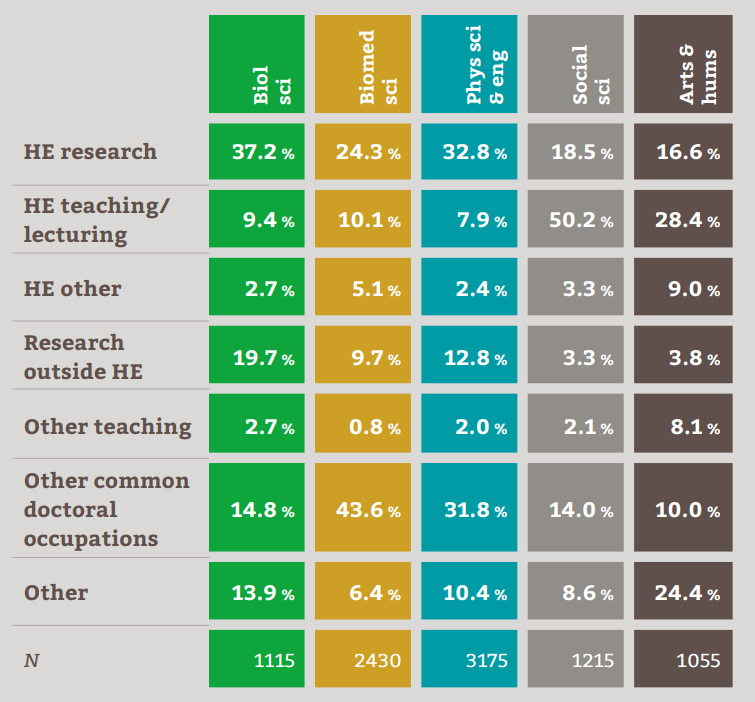 Biol sci Biomed sci Phys sci & eng Social sci Arts & hums
HE research 37.2 % 24.3 % 32.8 % 18.5 % 16.6 %
HE teaching/
lecturing 9.4 % 10.1 % 7.9 % 50.2 % 28.4 %
HE other 2.7 % 5.1 % 2.4 % 3.3 % 9.0 %
Research
outside HE 19.7 % 9.7 % 12.8 % 3.3 % 3.8 %
Other teaching 2.7 % 0.8 % 2.0 % 2.1 % 8.1 %
Other common
doctoral
occupations 14.8 % 43.6 % 31.8 % 14.0 % 10.0 %
Other 13.9 % 6.4 % 10.4 % 8.6 % 24.4 %
N 1115 2430 3175 1215 1055